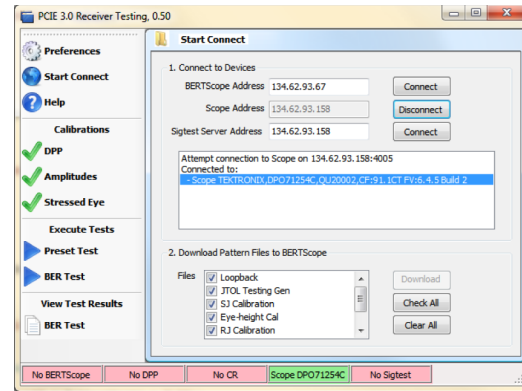 PCIE 3.0 Receiver Testing, 0.50
Preferences
Start Connect
Help
Calibrations
DPP
Amplitudes
Stressed Eye
Execute Tests
Preset Test
BER Test
View Test Results
BER Test
Start Connect
1. Connect to Devices
BERTScope Address 134.62.93.67 Connect
Scope Address 134.62.93.158 Disconnect
Sigtest Server Address 134.62.93.158 Connect
Attempt connection to Scope on 134.62.93.158:4005
Connected to:
- Scope TEKTRONIX,DPO71254C,QU20002,CF:91.1CT FV:6.4.5 Build 2
2. Download Pattern Files to BERTScope
Files Loopback Download
JTOL Testing Gen
SJ Calibration Check All
Eye-height Cal
RJ Calibration Clear All
No BERTScope No DPP No CR Scope DPO71254C No Sigtest